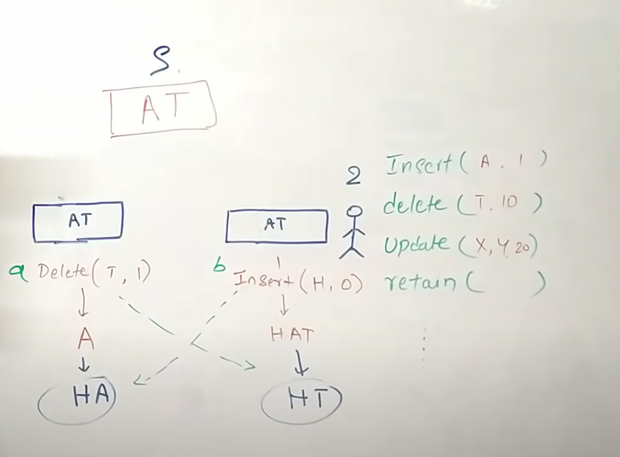 S.
AT
2
Insert( A. 1 )
delete ( T. 10 )
Update (X, Y 20)
retain ( )
AT
AT
a Delete( T, 1)
b Insert (H, 0)
A
HAT
HA
HT